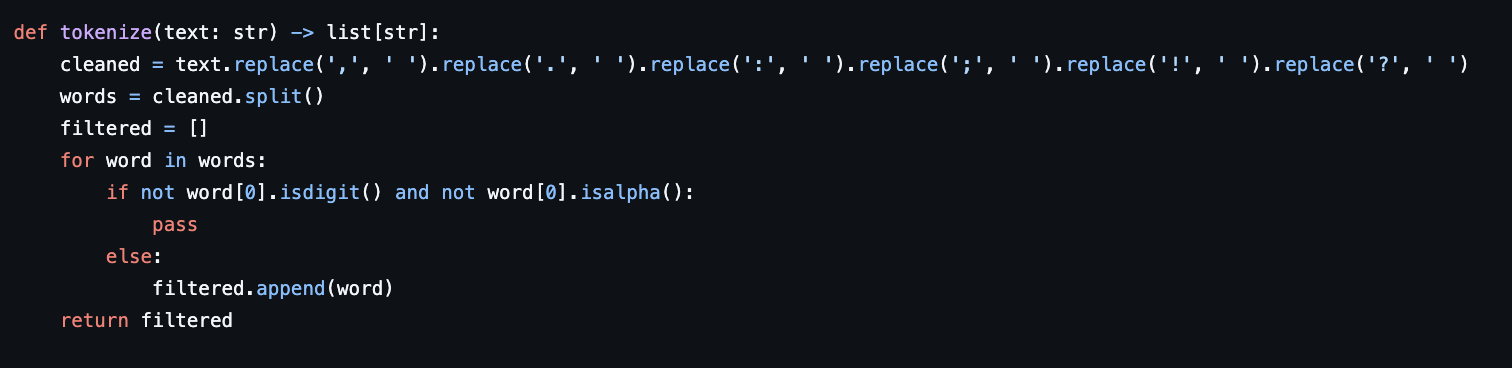 def tokenize(text: str) -> list[str]:
    cleaned = text.replace(',', ' ').replace('.', ' ').replace(':', ' ').replace(';', ' ').replace('!', ' ').replace('?', ' ')
    words = cleaned.split()
    filtered = []
    for word in words:
        if not word[0].isdigit() and not word[0].isalpha():
            pass
        else:
            filtered.append(word)
    return filtered